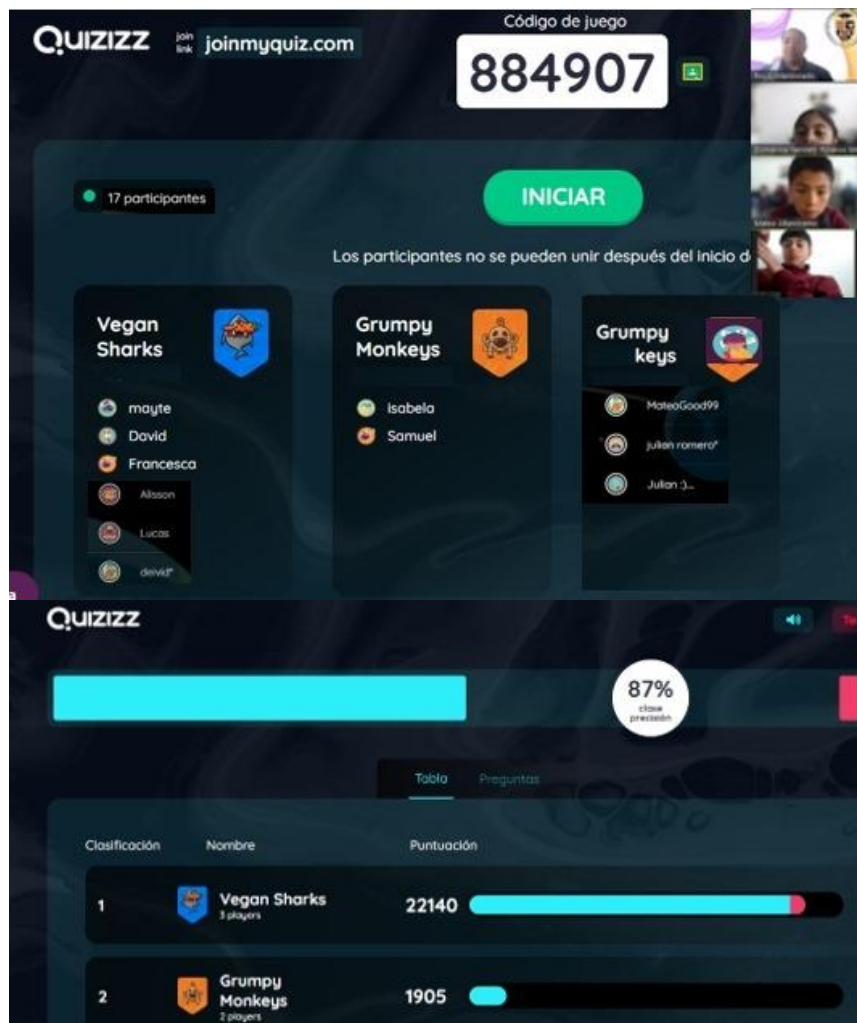 QUIZIZZ
join link joinmyquiz.com
Código de juego
884907
17 participantes
INICIAR
Los participantes no se pueden unir después del inicio d
Vegan Sharks
mayte
David
Francesca
Alisson
Lucas
deivid*
Grumpy Monkeys
Isabela
Samuel
Grumpy keys
MateoGood99
julian romero*
Julian :)...
QUIZIZZ
Te
87%
clase precisión
Tabla Preguntas
Clasificación Nombre Puntuación
1 Vegan Sharks 22140
3 players
2 Grumpy Monkeys 1905
2 players